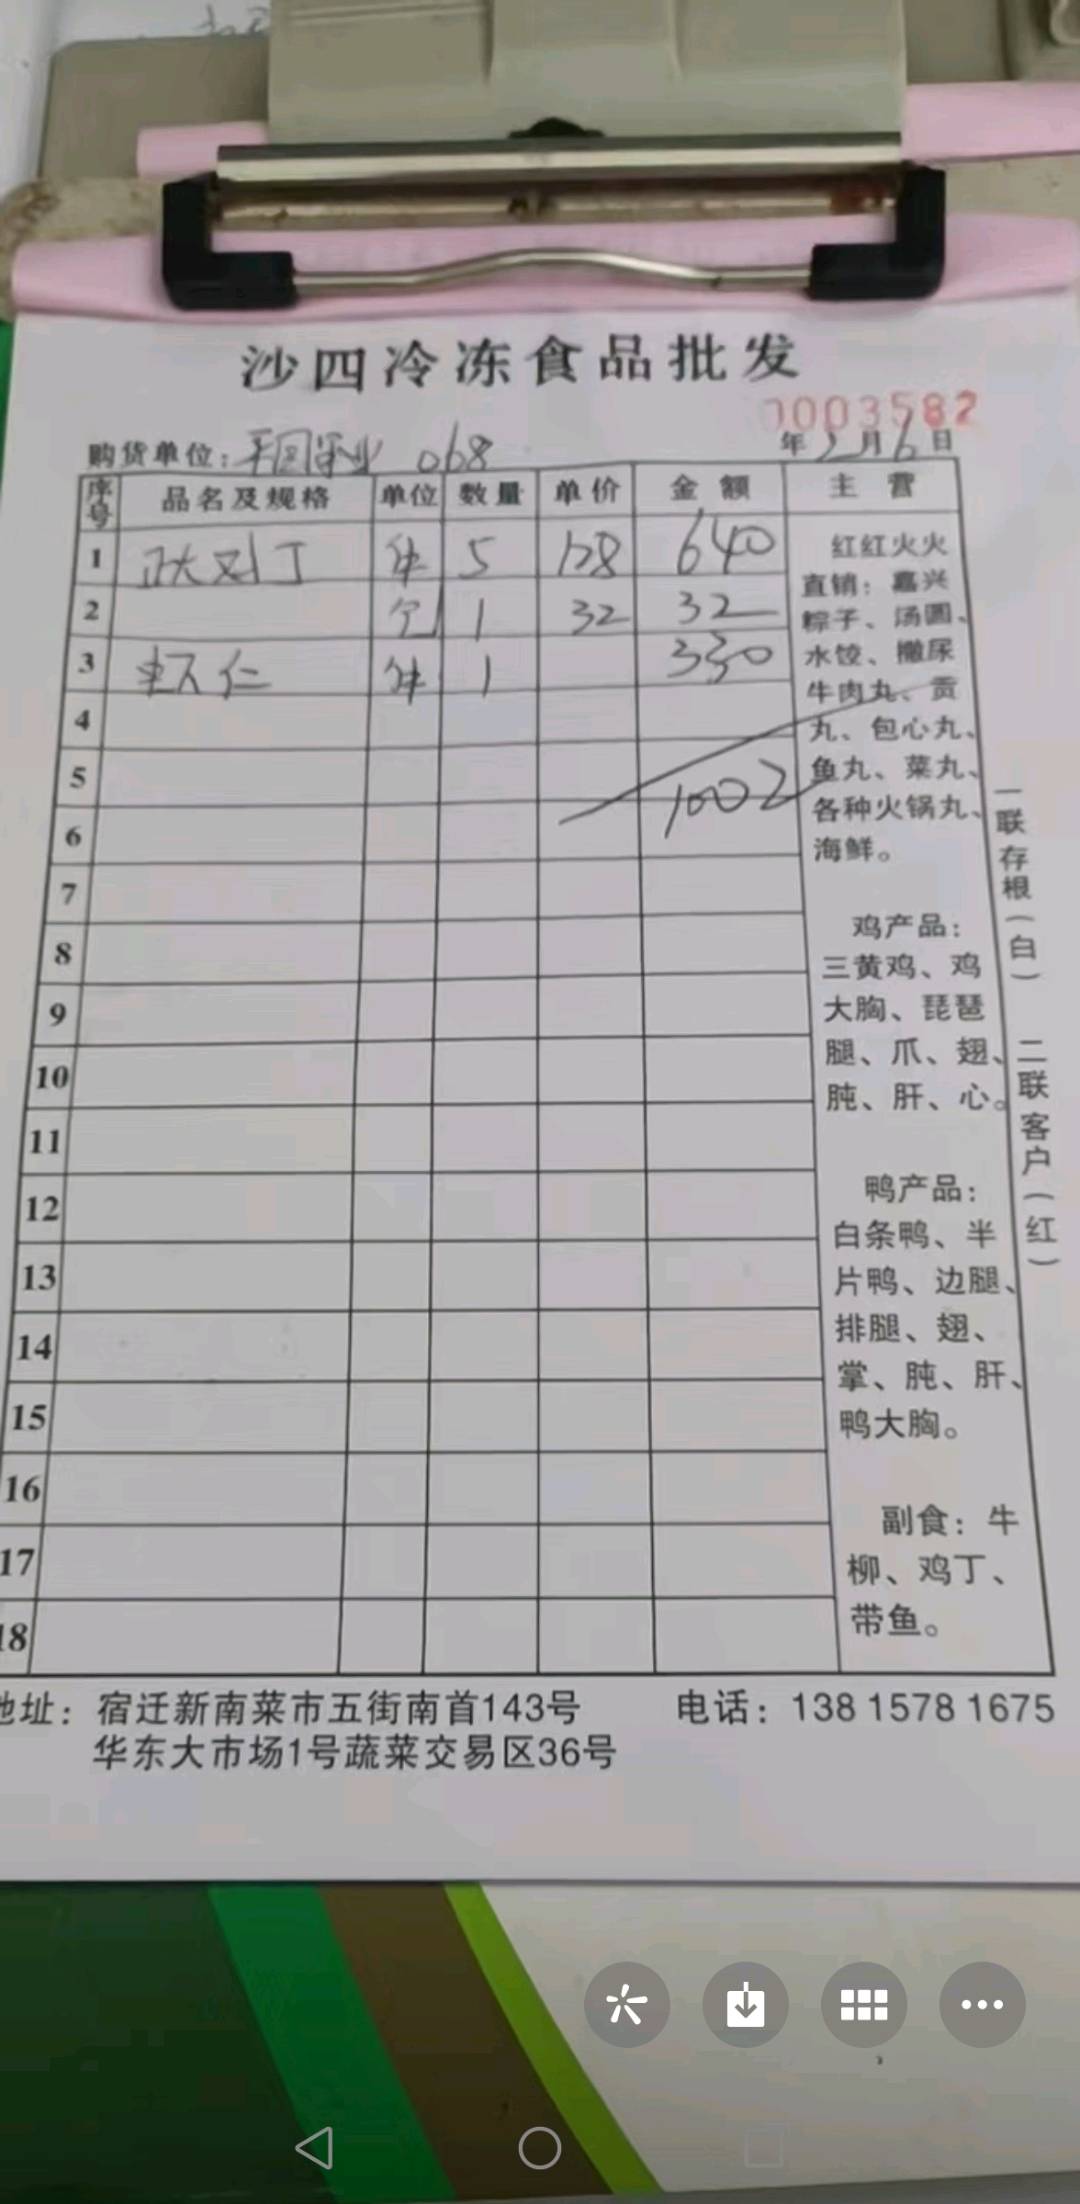 沙四冷冻食品批发
0003582
购货单位: 068 年2月6日
序号 品名及规格 单位 数量 单价 金额 主营
1 正大对丁 件 5 128 640
2 包 1 32 32
3 虾仁 件 1 330
4
5
6 1002
7
8
9
10
11
12
13
14
15
16
17
18
红红火火
直销：嘉兴
粽子、汤圆、
水饺、撒尿
牛肉丸、贡
丸、包心丸、
鱼丸、菜丸、
各种火锅丸、
海鲜。
鸡产品：
三黄鸡、鸡
大胸、琵琶
腿、爪、翅、
肫、肝、心。
鸭产品：
白条鸭、半
片鸭、边腿、
排腿、翅、
掌、肫、肝、
鸭大胸。
副食：牛
柳、鸡丁、
带鱼。
一联存根(白) 二联客户(红)
地址：宿迁新南菜市五街南首143号 电话：138 1578 1675
华东大市场1号蔬菜交易区36号